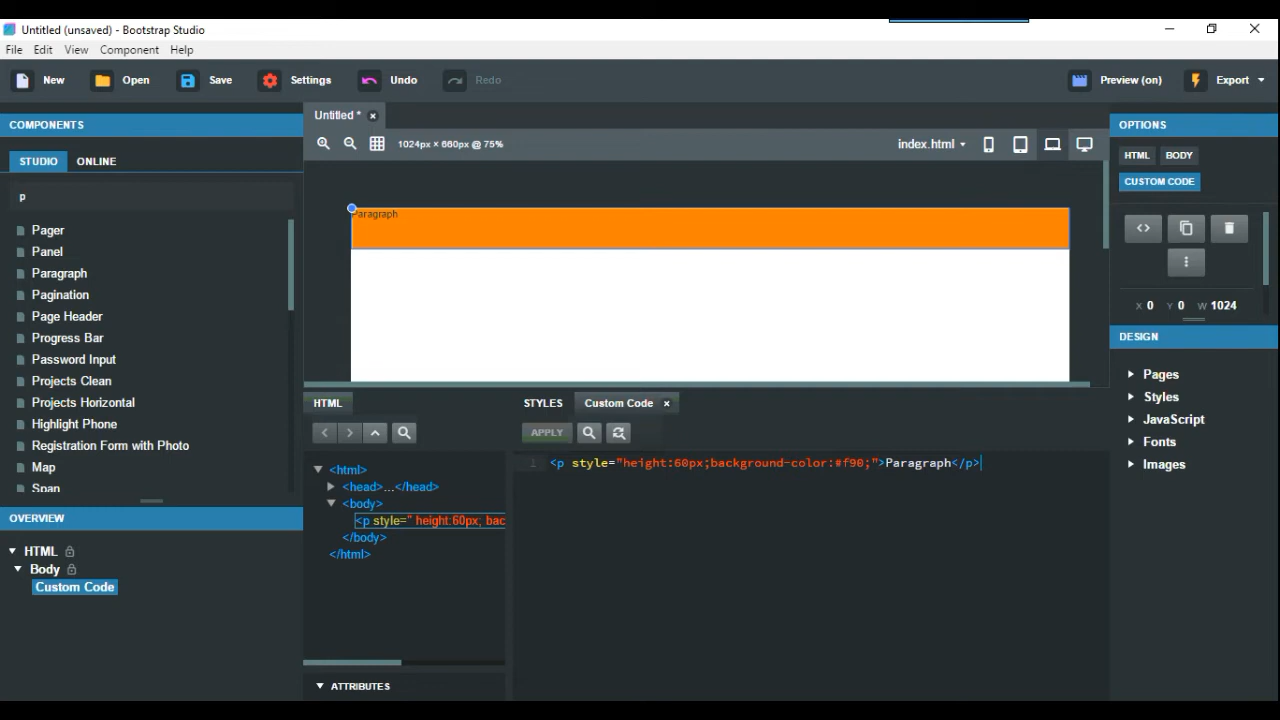 Untitled (unsaved) - Bootstrap Studio
File Edit View Component Help
New Open Save Settings Undo Redo Preview (on) Export
COMPONENTS
STUDIO ONLINE
p
Pager
Panel
Paragraph
Pagination
Page Header
Progress Bar
Password Input
Projects Clean
Projects Horizontal
Highlight Phone
Registration Form with Photo
Map
Span
OVERVIEW
HTML
Body
Custom Code
Untitled *
1024px × 660px @ 75%
index.html
Paragraph
HTML
<html>
<head>...</head>
<body>
<p style=" height:60px; bac
</body>
</html>
ATTRIBUTES
STYLES Custom Code
APPLY
1 <p style="height:60px;background-color:#f90;">Paragraph</p>
OPTIONS
HTML BODY
CUSTOM CODE
X 0 Y 0 W 1024
DESIGN
Pages
Styles
JavaScript
Fonts
Images